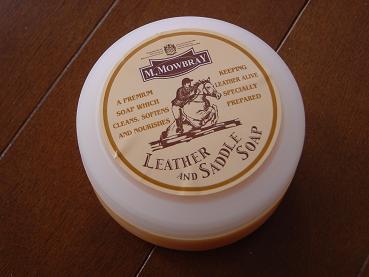 M. MOWBRAY
A PREMIUM
SOAP WHICH
CLEANS, SOFTENS
AND NOURISHES
KEEPING
LEATHER ALIVE
SPECIALLY
PREPARED
LEATHER
AND SADDLE
SOAP